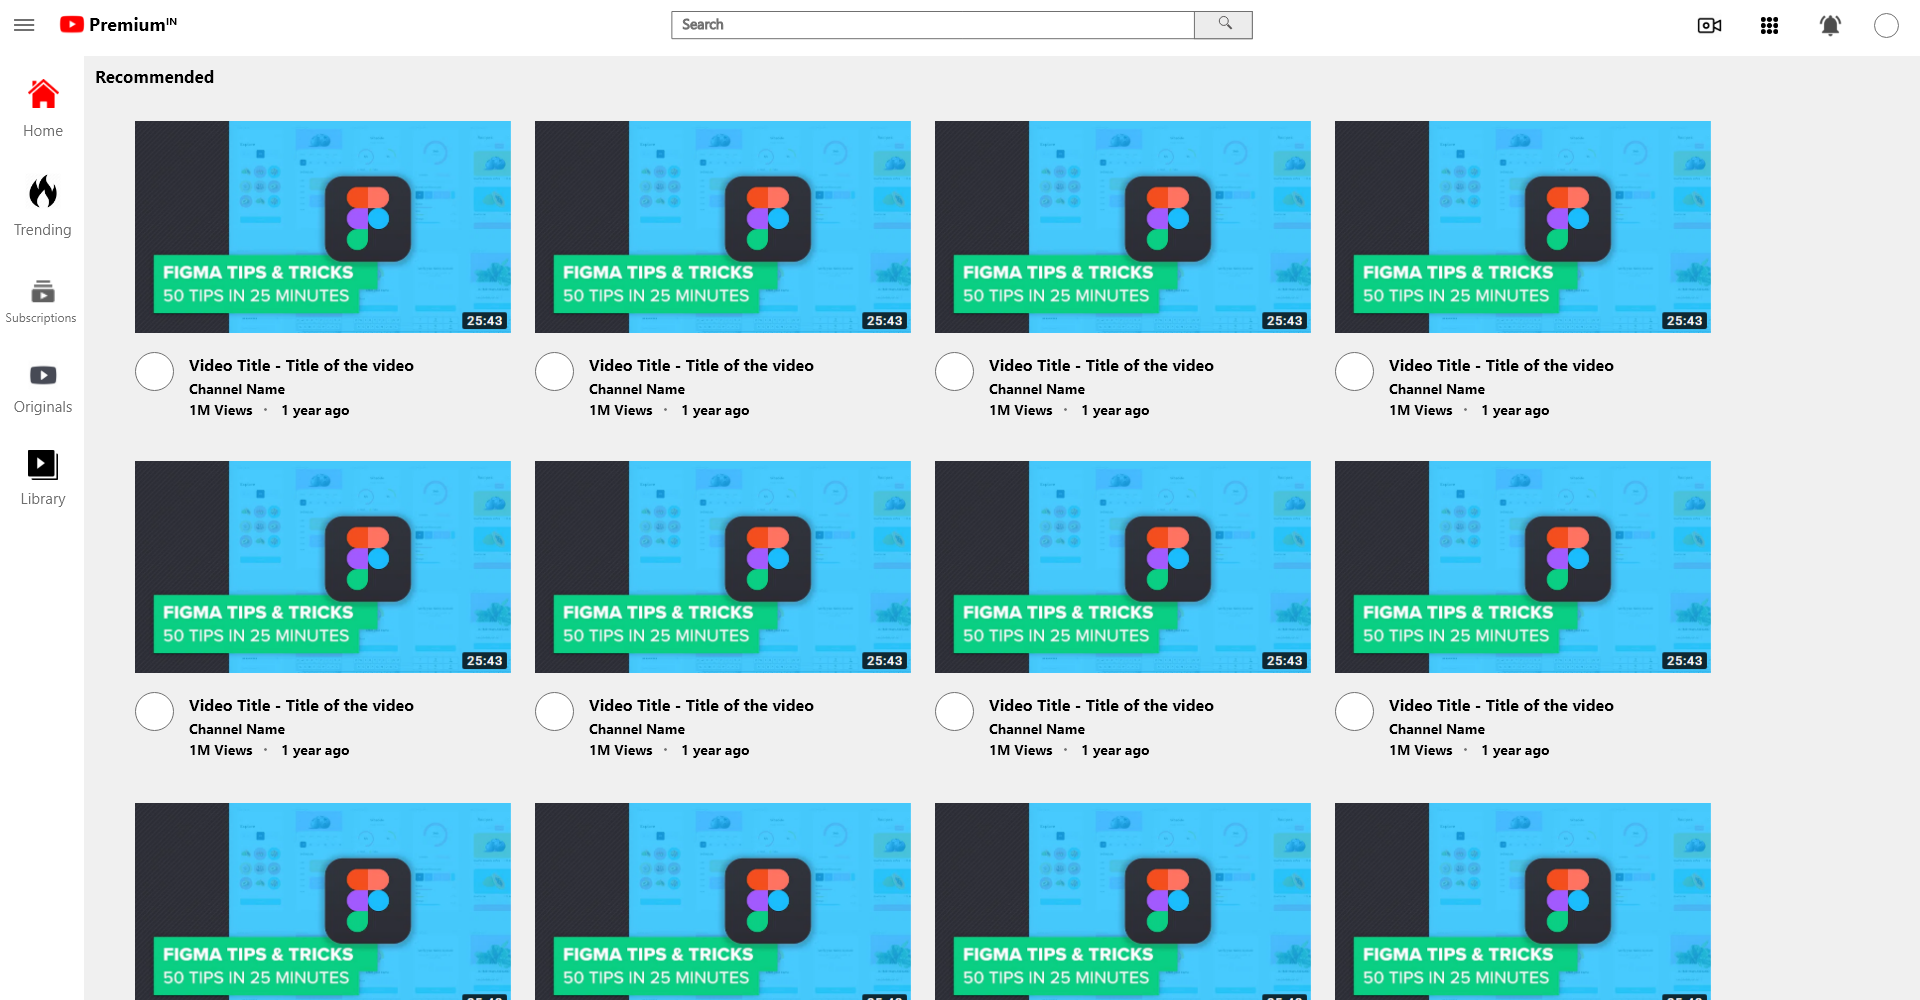 Premium IN
Search
Recommended
Home
Trending
Subscriptions
Originals
Library
FIGMA TIPS & TRICKS
50 TIPS IN 25 MINUTES
25:43
Video Title - Title of the video
Channel Name
1M Views · 1 year ago
FIGMA TIPS & TRICKS
50 TIPS IN 25 MINUTES
25:43
Video Title - Title of the video
Channel Name
1M Views · 1 year ago
FIGMA TIPS & TRICKS
50 TIPS IN 25 MINUTES
25:43
Video Title - Title of the video
Channel Name
1M Views · 1 year ago
FIGMA TIPS & TRICKS
50 TIPS IN 25 MINUTES
25:43
Video Title - Title of the video
Channel Name
1M Views · 1 year ago
FIGMA TIPS & TRICKS
50 TIPS IN 25 MINUTES
25:43
Video Title - Title of the video
Channel Name
1M Views · 1 year ago
FIGMA TIPS & TRICKS
50 TIPS IN 25 MINUTES
25:43
Video Title - Title of the video
Channel Name
1M Views · 1 year ago
FIGMA TIPS & TRICKS
50 TIPS IN 25 MINUTES
25:43
Video Title - Title of the video
Channel Name
1M Views · 1 year ago
FIGMA TIPS & TRICKS
50 TIPS IN 25 MINUTES
25:43
Video Title - Title of the video
Channel Name
1M Views · 1 year ago
FIGMA TIPS & TRICKS
50 TIPS IN 25 MINUTES
FIGMA TIPS & TRICKS
50 TIPS IN 25 MINUTES
FIGMA TIPS & TRICKS
50 TIPS IN 25 MINUTES
FIGMA TIPS & TRICKS
50 TIPS IN 25 MINUTES